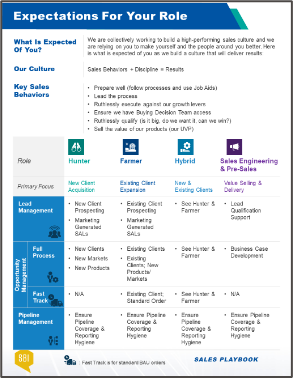 Expectations For Your Role
What Is Expected
Of You?
We are collectively working to build a high-performing sales culture and we
are relying on you to make yourself and the people around you better. Here
is what is expected of you as we build a culture that will deliver results
Our Culture
Sales Behaviors + Discipline = Results
Key Sales
Behaviors
• Prepare well (follow processes and use Job Aids)
• Lead the process
• Ruthlessly execute against our growth levers
• Ensure we have Buying Decision Team access
• Ruthlessly qualify (is it big, do we want it, can we win?)
• Sell the value of our products (our UVP)
Role
Hunter
Farmer
Hybrid
Sales Engineering
& Pre-Sales
Primary Focus
New Client
Acquisition
Existing Client
Expansion
New &
Existing Clients
Value Selling &
Delivery
Lead
Management
• New Client
Prospecting
• Marketing
Generated
SALs
• Existing Client
Prospecting
• Marketing
Generated
SALs
• See Hunter &
Farmer
• Lead
Qualification
Support
Opportunity
Management
Full
Process
• New Clients
• New Markets
• New Products
• Existing Clients
• Existing
Clients; New
Products/
Markets
• See Hunter &
Farmer
• Business Case
Development
Fast
Track
• N/A
• Existing Client;
Standard Order
• See Hunter &
Farmer
• N/A
Pipeline
Management
• Ensure
Pipeline
Coverage &
Reporting
Hygiene
• Ensure Pipeline
Coverage &
Reporting
Hygiene
• Ensure
Pipeline
Coverage &
Reporting
Hygiene
• Ensure Pipeline
Coverage &
Reporting
Hygiene
: Fast Track is for standard BAU orders
SALES PLAYBOOK